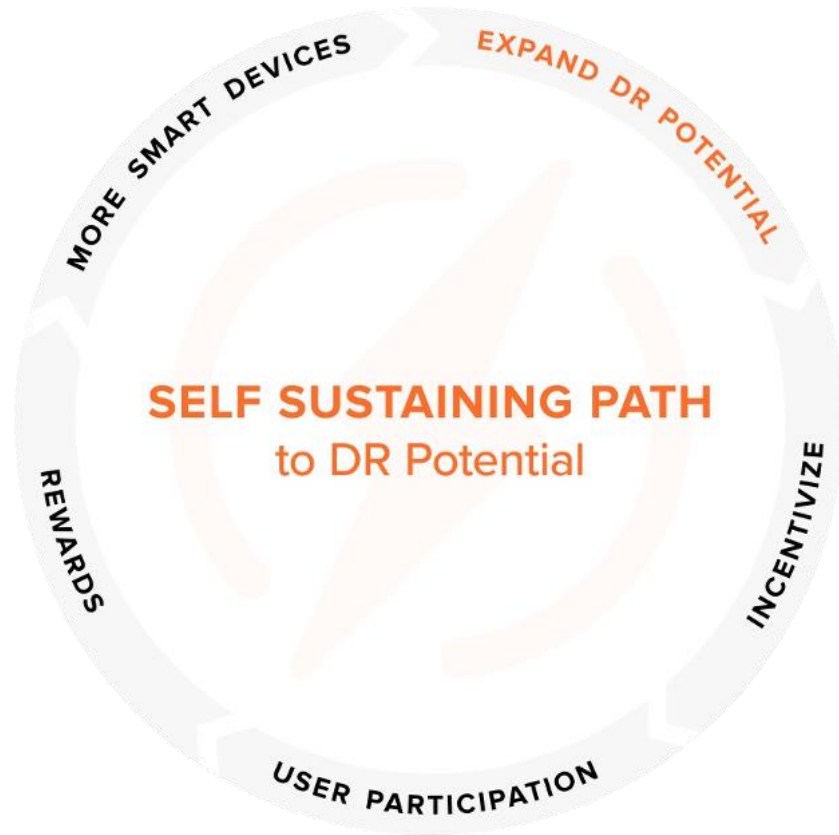 MORE SMART DEVICES
EXPAND DR POTENTIAL
SELF SUSTAINING PATH
to DR Potential
INCENTIVIZE
REWARDS
USER PARTICIPATION